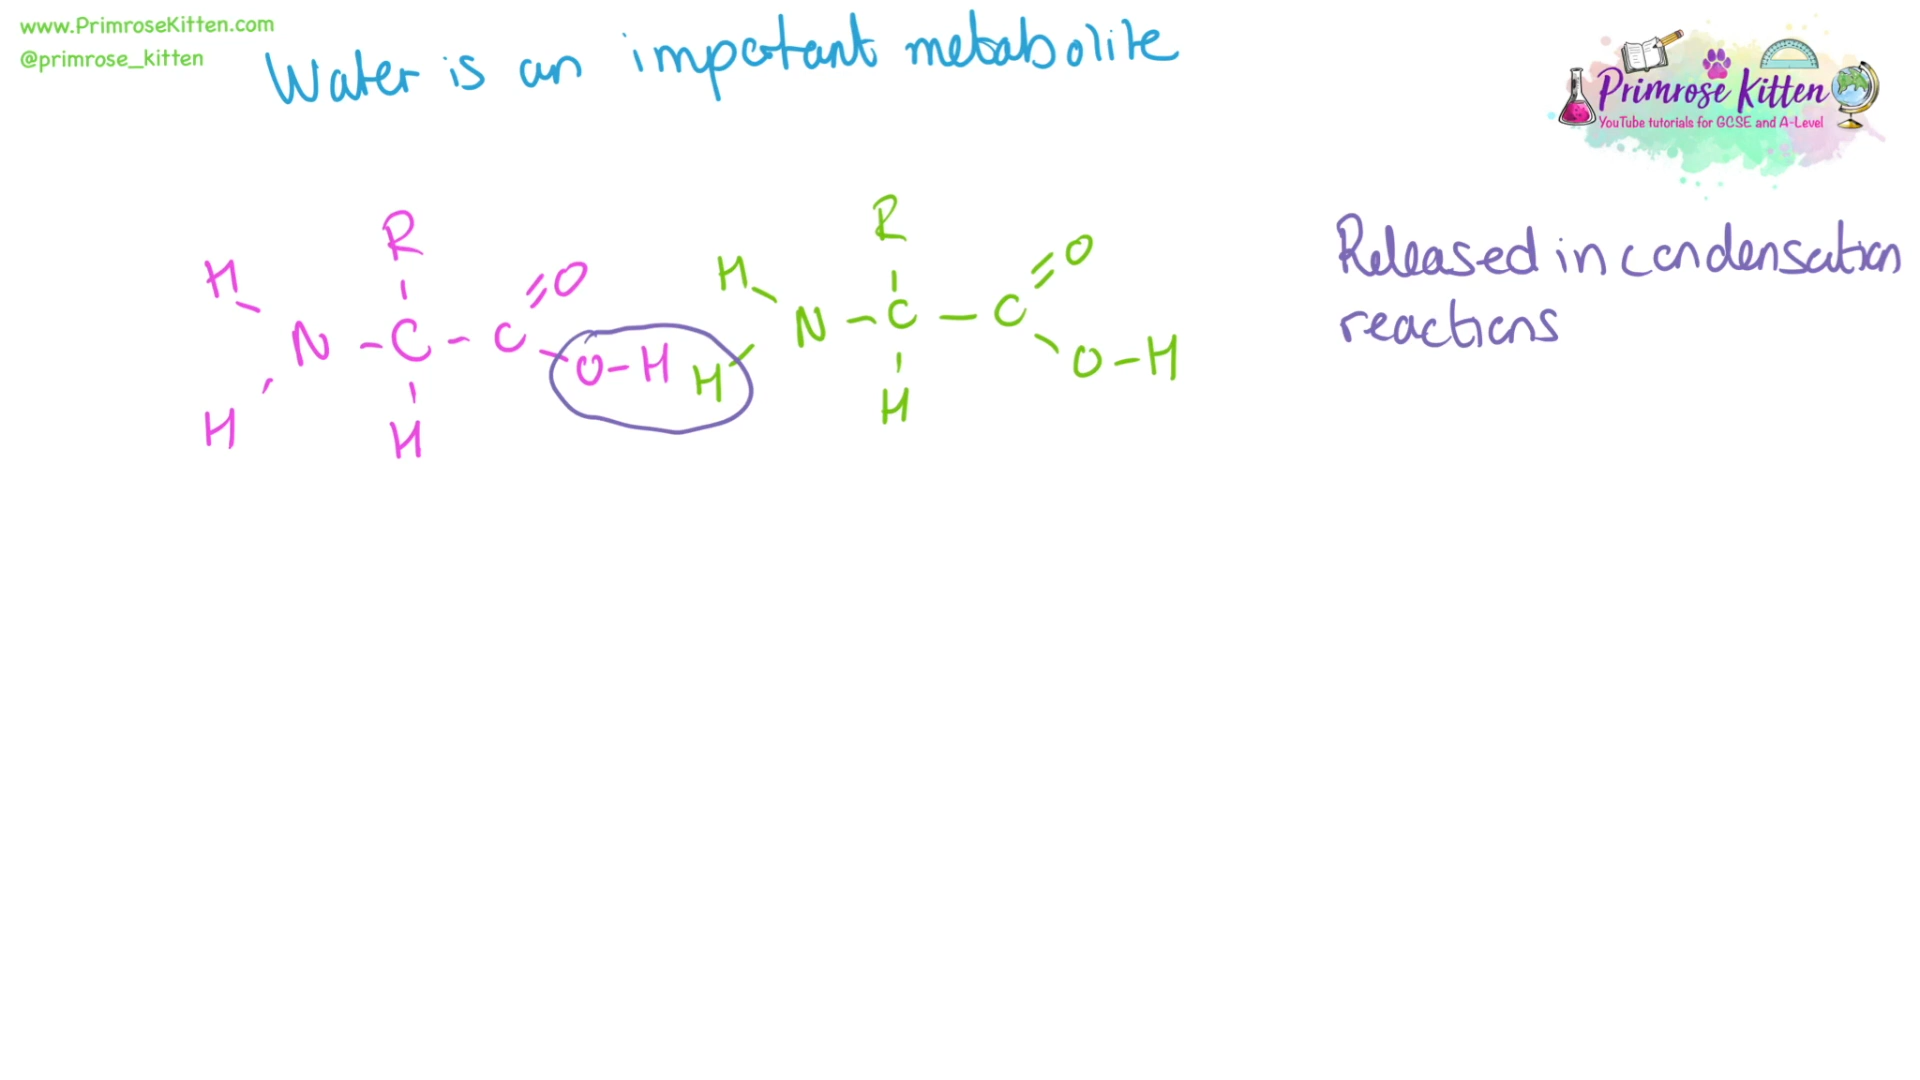 www.PrimroseKitten.com
@primrose_kitten
Water is an important metabolite
Primrose Kitten
YouTube tutorials for GCSE and A-Level
Released in condensation
reactions
R
H
O
N - C - C
O-H
H
H
R
H
O
N - C - C
H
O-H
H